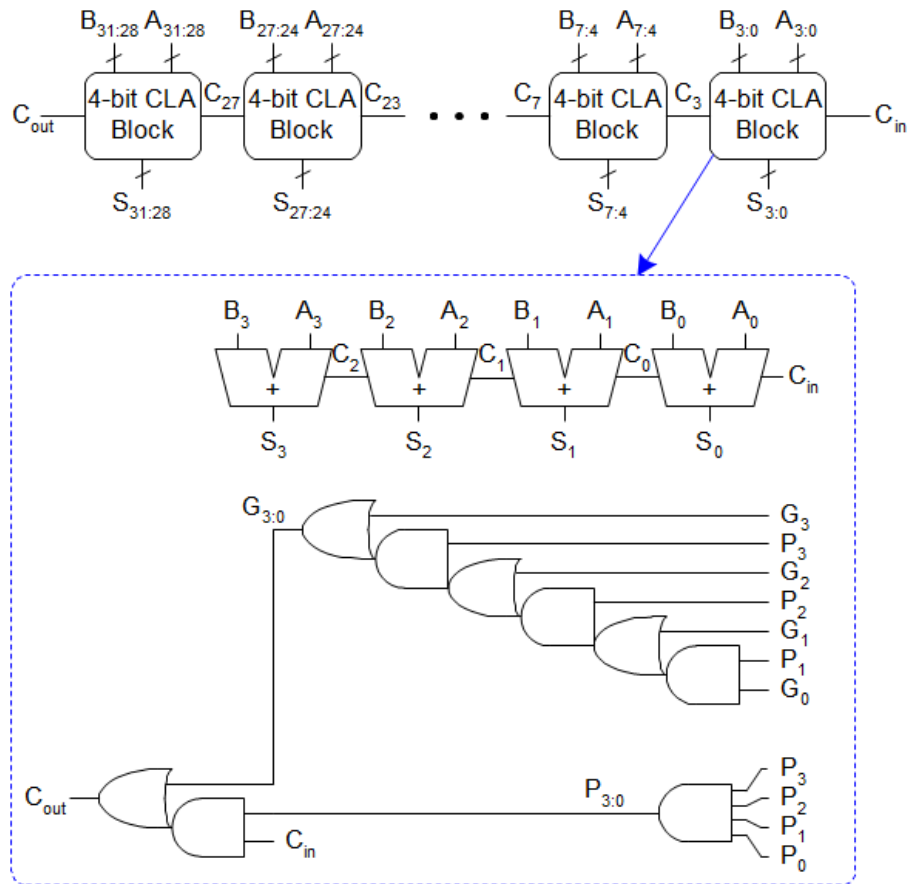 B31:28 A31:28 B27:24 A27:24 B7:4 A7:4 B3:0 A3:0
Cout 4-bit CLA Block C27 4-bit CLA Block C23 • • • C7 4-bit CLA Block C3 4-bit CLA Block Cin
S31:28 S27:24 S7:4 S3:0
B3 A3 B2 A2 B1 A1 B0 A0
+ C2 + C1 + C0 + Cin
S3 S2 S1 S0
G3:0 G3
P3
G2
P2
G1
P1
G0
P3:0 P3
P2
P1
P0
Cout Cin